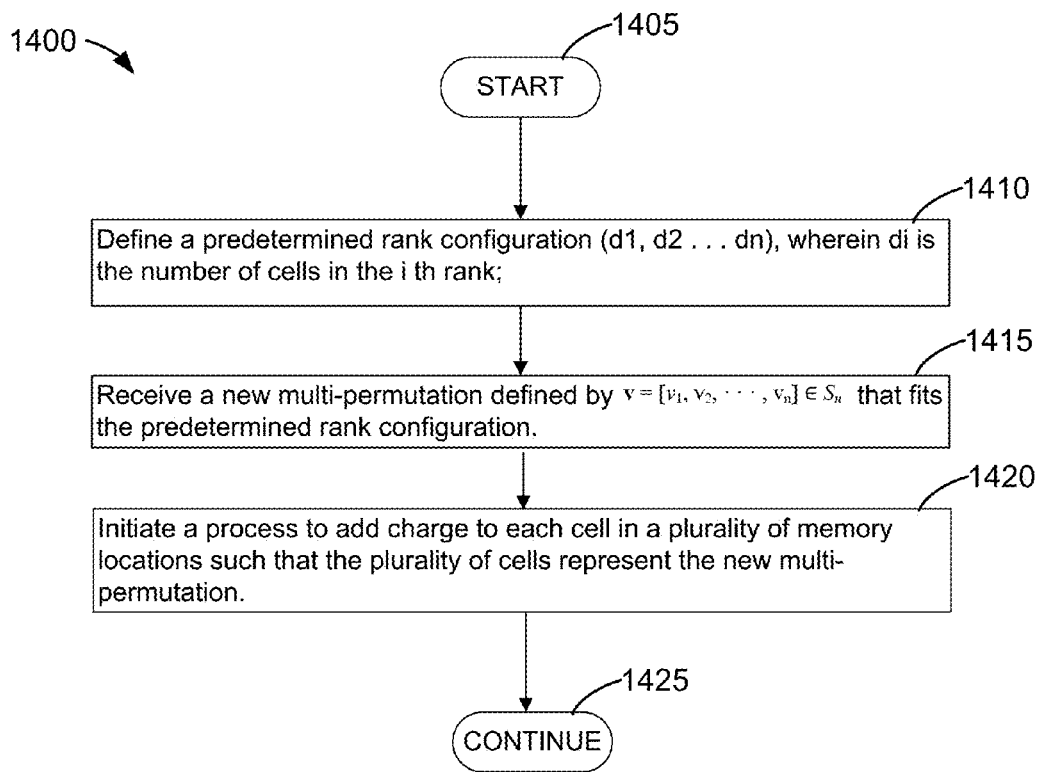 1400
1405
START
1410
Define a predetermined rank configuration (d1, d2 . . . dn), wherein di is
the number of cells in the i th rank;
1415
Receive a new multi-permutation defined by v = [v₁, v₂, · · · , vₙ] ∈ Sₙ that fits
the predetermined rank configuration.
1420
Initiate a process to add charge to each cell in a plurality of memory
locations such that the plurality of cells represent the new multi-
permutation.
1425
CONTINUE